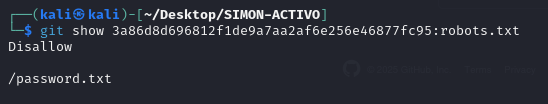 ┌──(kali㉿kali)-[~/Desktop/SIMON-ACTIVO]
└─$ git show 3a86d8d696812f1de9a7aa2af6e256e46877fc95:robots.txt
Disallow
/password.txt